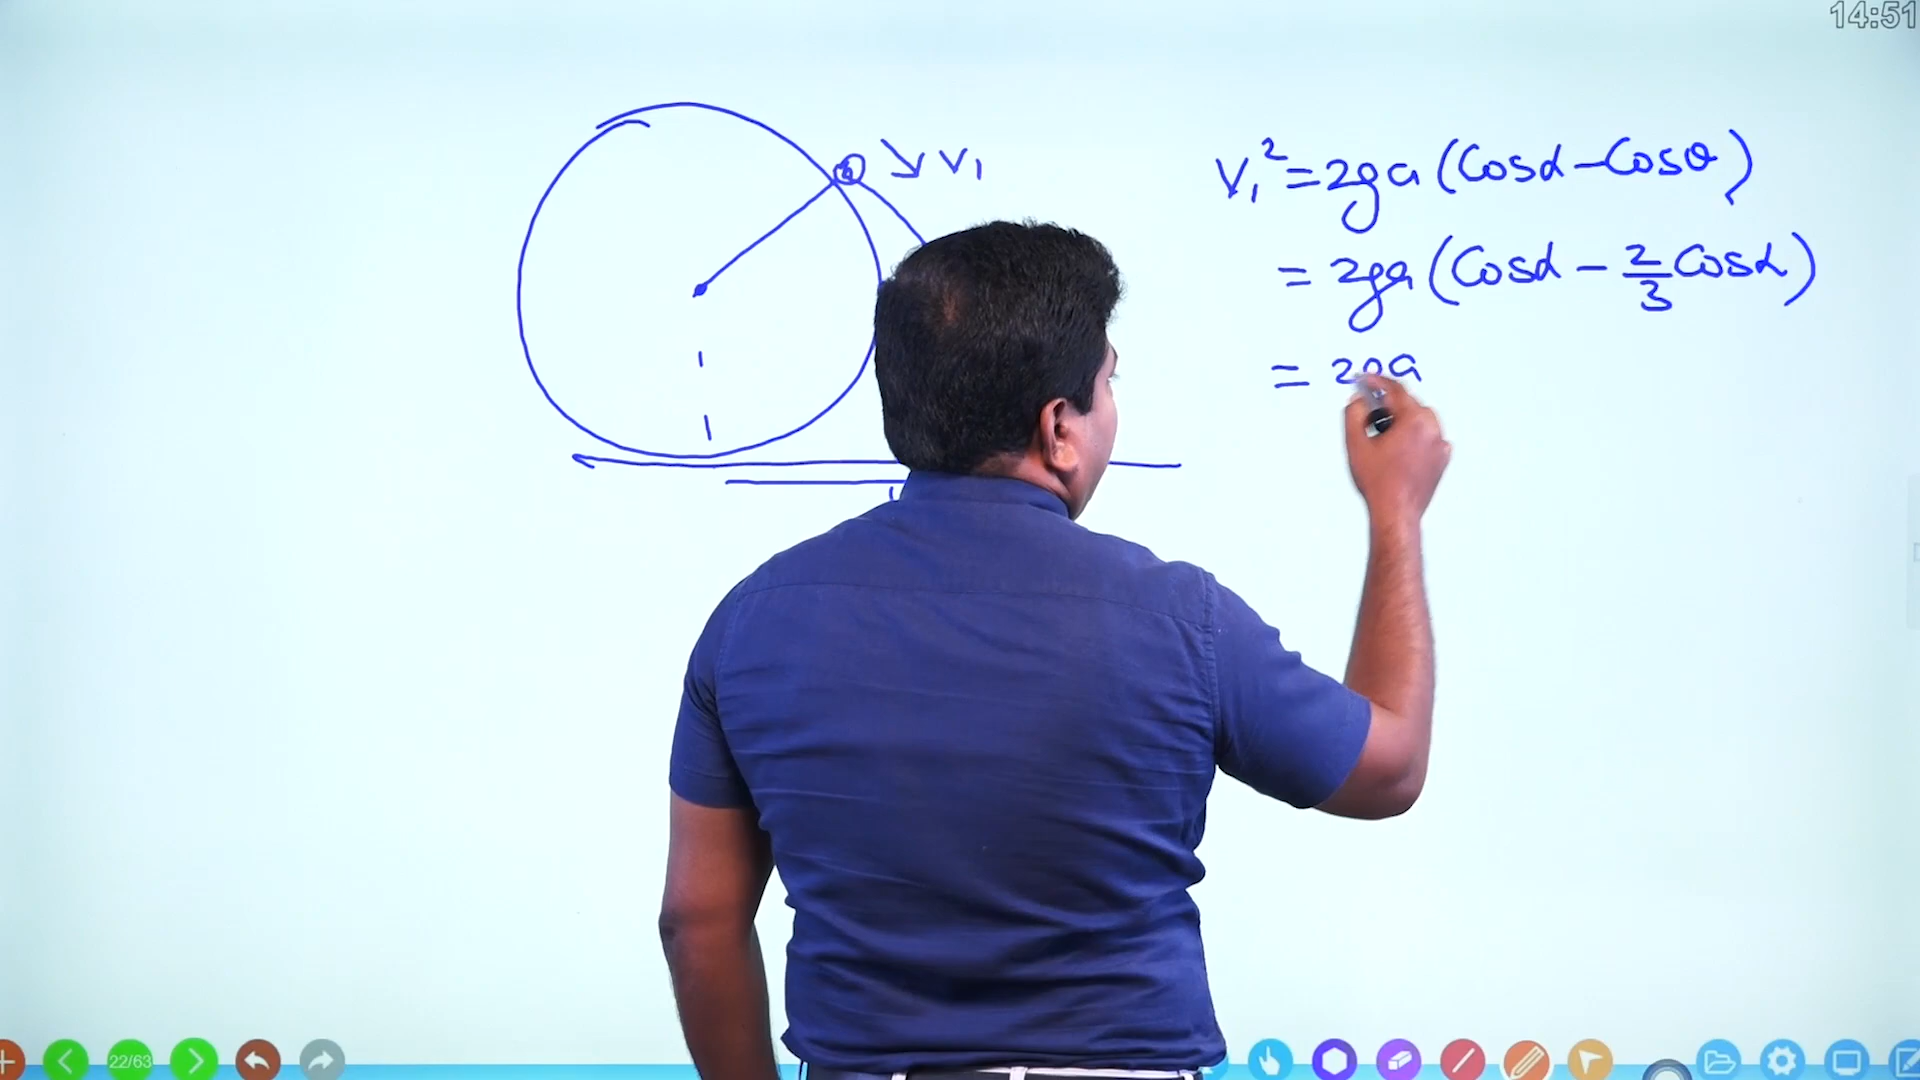 14:51
V₁
V₁² = 2ga (Cosα – Cosθ)
= 2ga (Cosα – 2/3 Cosα)
= 2ga
22/63